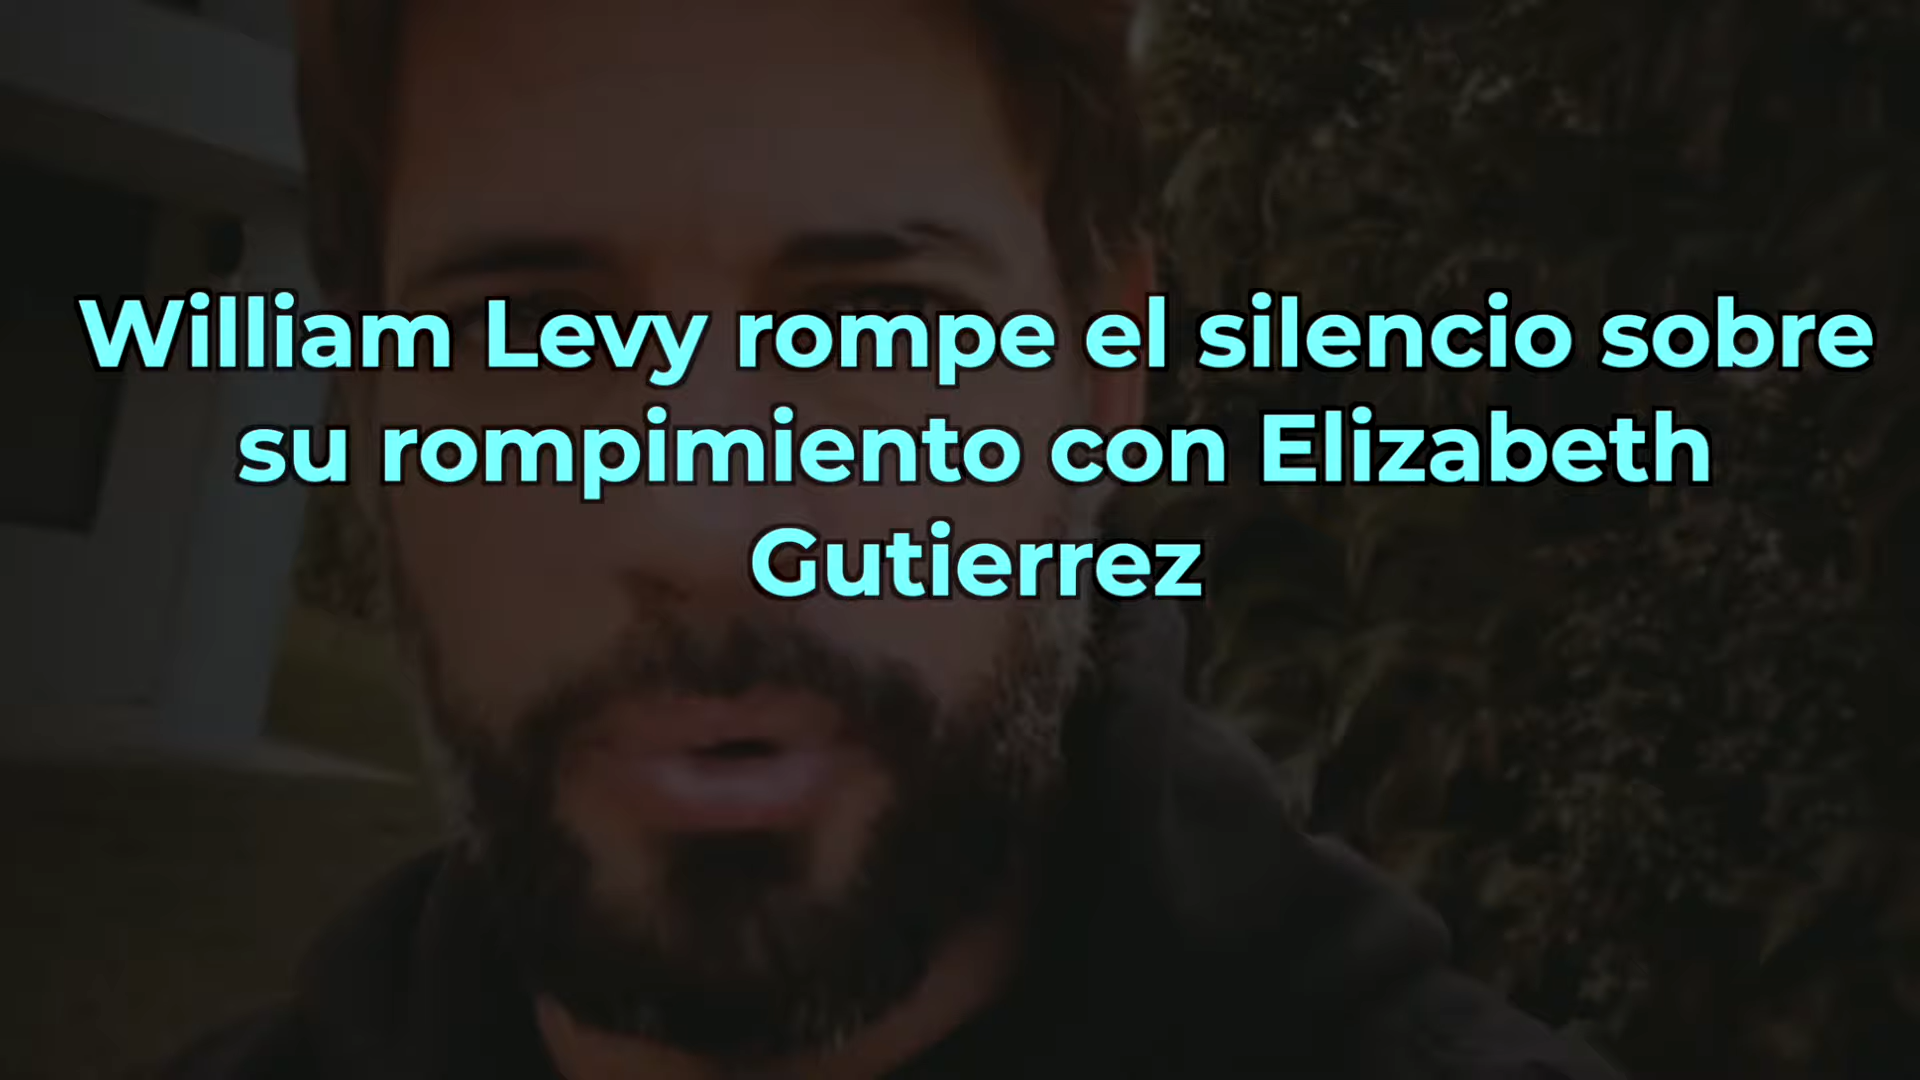 William Levy rompe el silencio sobre
su rompimiento con Elizabeth
Gutierrez